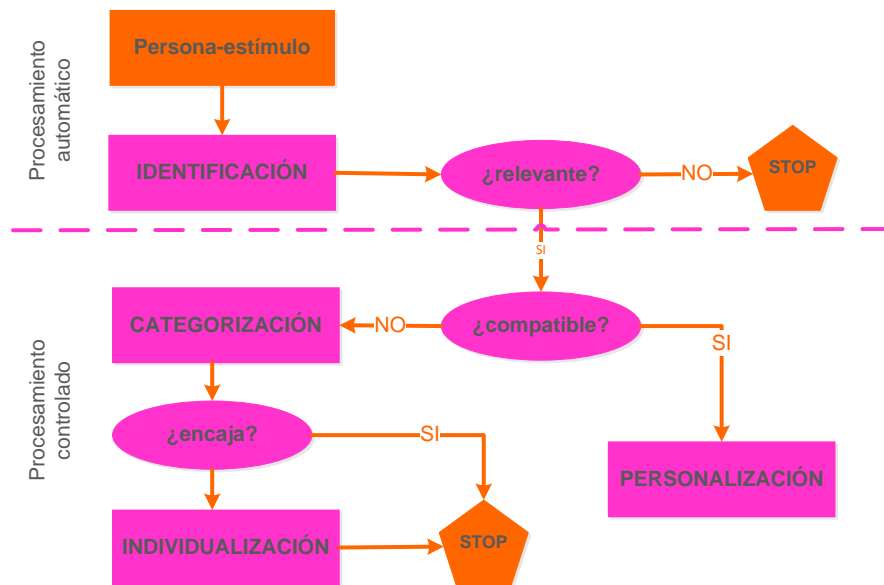 Procesamiento
automático
Persona-estímulo
IDENTIFICACIÓN
¿relevante?
NO
STOP
SI
Procesamiento
controlado
CATEGORIZACIÓN
NO
¿compatible?
SI
¿encaja?
SI
PERSONALIZACIÓN
INDIVIDUALIZACIÓN
STOP